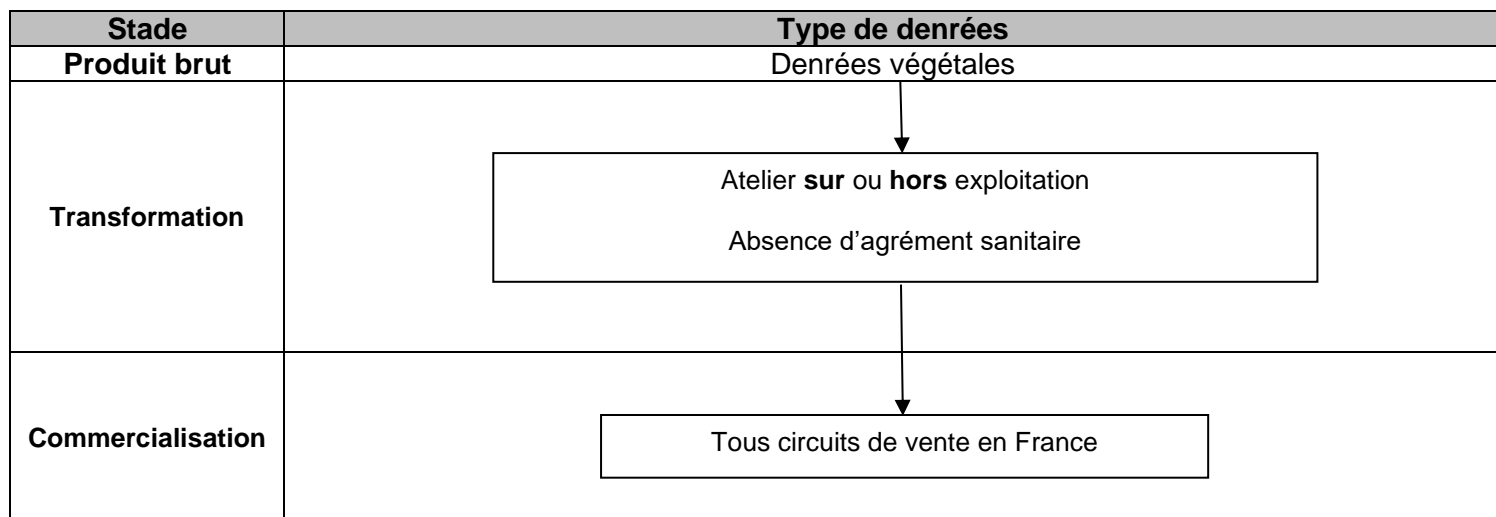 Stade
Type de denrées
Produit brut
Denrées végétales
Transformation
Atelier sur ou hors exploitation
Absence d’agrément sanitaire
Commercialisation
Tous circuits de vente en France